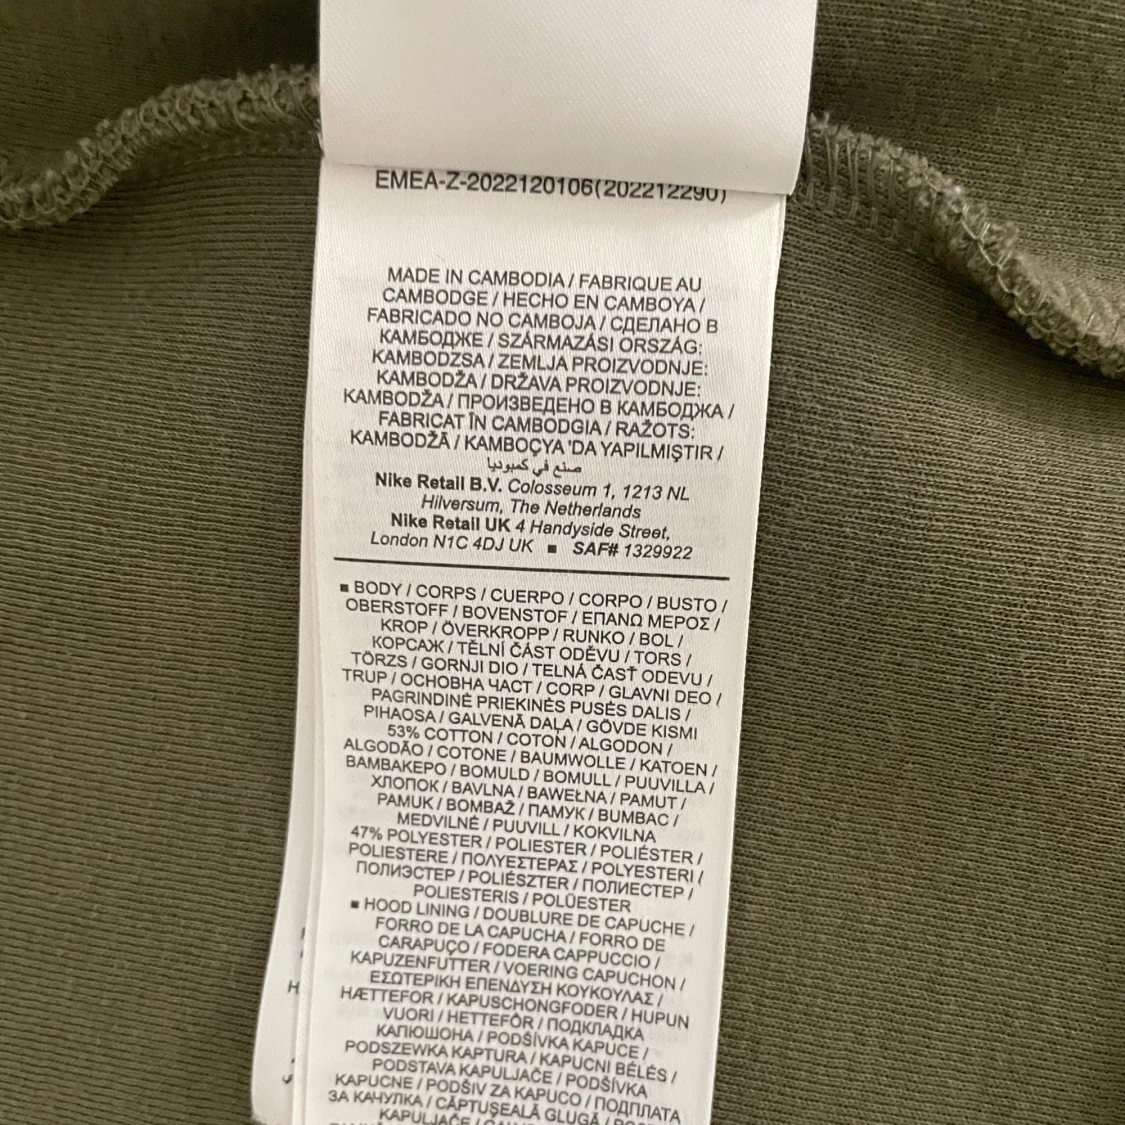 EMEA-Z-2022120106(202212290)
MADE IN CAMBODIA / FABRIQUE AU
CAMBODGE / HECHO EN CAMBOYA /
FABRICADO NO CAMBOJA / СДЕЛАНО В
КАМБОДЖЕ / SZÁRMAZÁSI ORSZÁG:
KAMBODZSA / ZEMLJA PROIZVODNJE:
KAMBODŽA / DRŽAVA PROIZVODNJE:
KAMBODŽA / ПРОИЗВЕДЕНО В КАМБОДЖА /
FABRICAT ÎN CAMBODGIA / RAŽOTS:
KAMBODŽĀ / KAMBOÇYA 'DA YAPILMIŞTIR /
صنع في كمبوديا
Nike Retail B.V. Colosseum 1, 1213 NL
Hilversum, The Netherlands
Nike Retail UK 4 Handyside Street,
London N1C 4DJ UK ■ SAF# 1329922
■ BODY / CORPS / CUERPO / CORPO / BUSTO /
OBERSTOFF / BOVENSTOF / ΕΠΑΝΩ ΜΕΡΟΣ /
KROP / ÖVERKROPP / RUNKO / BOL /
КОРСАЖ / TĚLNÍ ČÁST ODĚVU / TORS /
TÖRZS / GORNJI DIO / TELNÁ ČASŤ ODEVU /
TRUP / ОСНОВНА ЧАСТ / CORP / GLAVNI DEO /
PAGRINDINĖ PRIEKINĖS PUSĖS DALIS /
PIHAOSA / GALVENĀ DAĻA / GÖVDE KISMI
53% COTTON / COTON / ALGODON /
ALGODÃO / COTONE / BAUMWOLLE / KATOEN /
ΒΑΜΒΑΚΕΡΟ / BOMULD / BOMULL / PUUVILLA /
ХЛОПОК / BAVLNA / BAWEŁNA / PAMUT /
PAMUK / BOMBAŽ / ПАМУК / BUMBAC /
MEDVILNĖ / PUUVILL / KOKVILNA
47% POLYESTER / POLIESTER / POLIÉSTER /
POLIESTERE / ΠΟΛΥΕΣΤΕΡΑΣ / POLYESTERI /
ПОЛИЭСТЕР / POLIÉSZTER / ПОЛИЕСТЕР /
POLIESTERIS / POLÜESTER
■ HOOD LINING / DOUBLURE DE CAPUCHE /
FORRO DE LA CAPUCHA / FORRO DE
CARAPUÇO / FODERA CAPPUCCIO /
KAPUZENFUTTER / VOERING CAPUCHON /
ΕΣΩΤΕΡΙΚΗ ΕΠΕΝΔΥΣΗ ΚΟΥΚΟΥΛΑΣ /
HÆTTEFOR / KAPUSCHONGFODER / HUPUN
VUORI / HETTEFÔR / ПОДКЛАДКА
КАПЮШОНА / PODŠÍVKA KAPUCE /
PODSZEWKA KAPTURA / KAPUCNI BÉLÉS /
PODSTAVA KAPULJAČE / PODŠÍVKA
KAPUCNE / PODŠIV ZA KAPUCO / ПОДПЛАТА
ЗА КАЧУЛКА / CĂPTUȘEALĂ GLUGĂ / POSTAVA
KAPULJAČE /
H